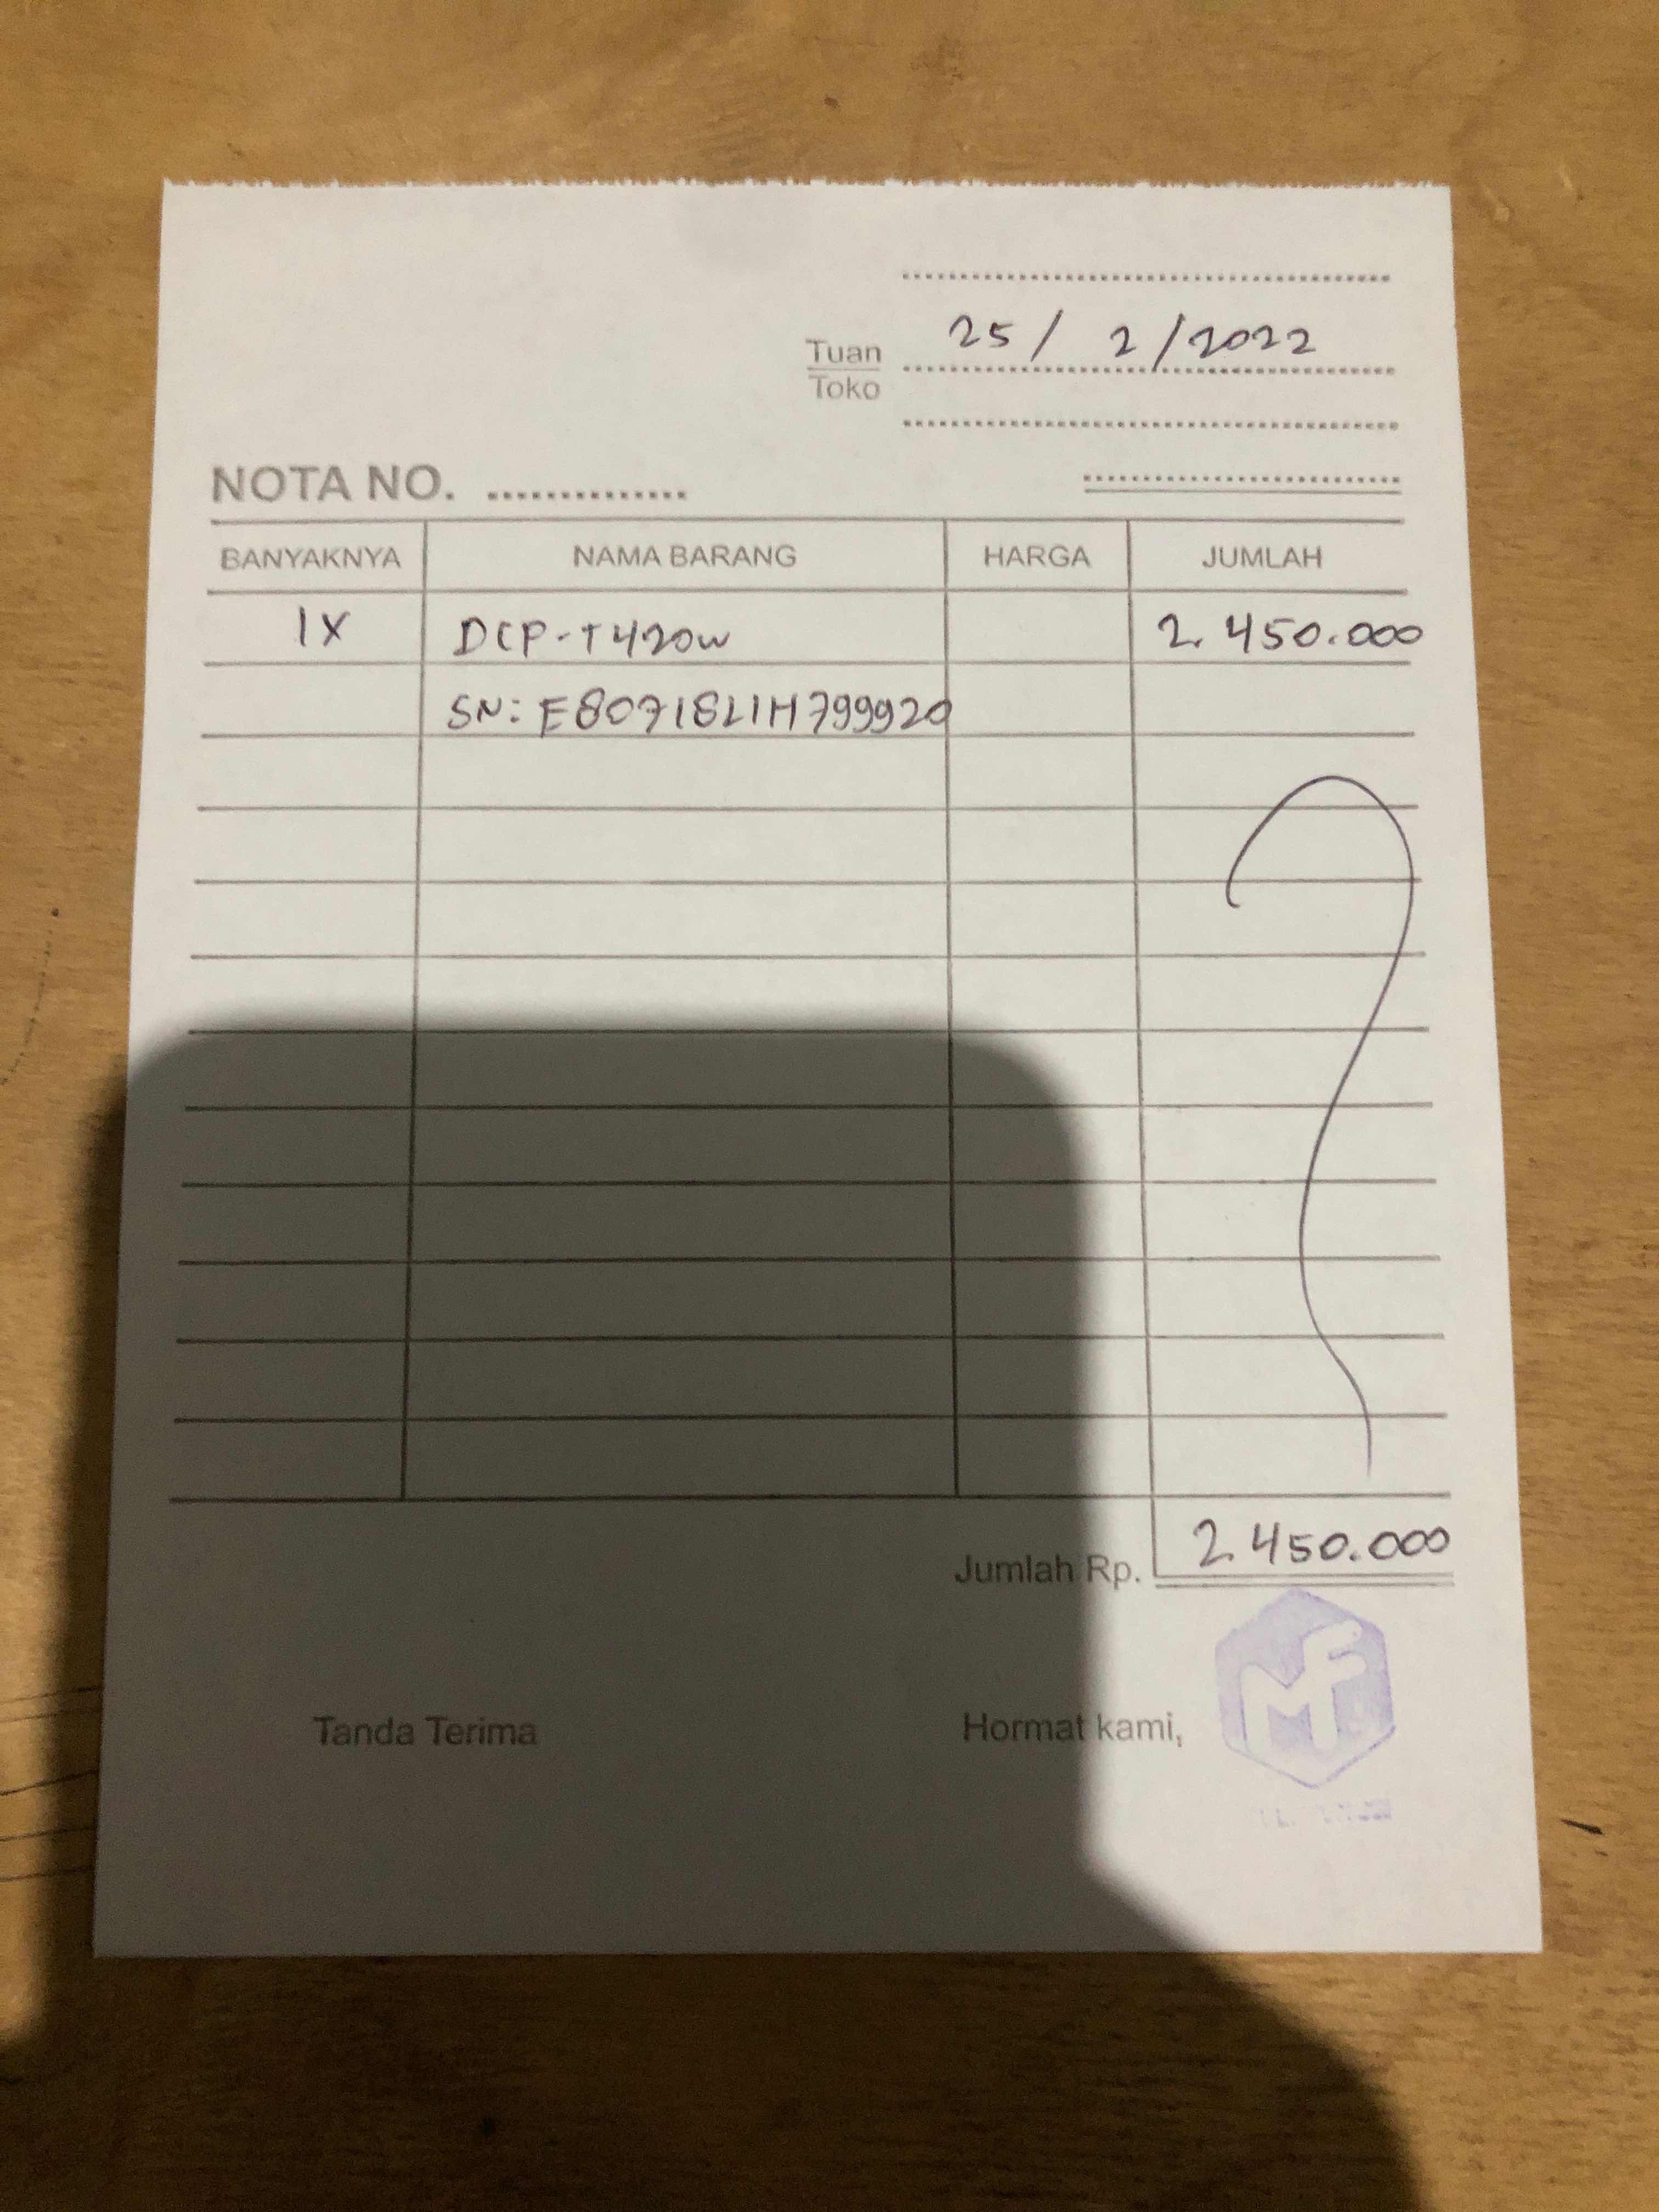 25 / 2 / 2022
Tuan
Toko
NOTA NO. ..............
BANYAKNYA NAMA BARANG HARGA JUMLAH
1X DCP-T420W 2.450.000
SN: E80718L1H799920
Jumlah Rp. 2.450.000
Tanda Terima Hormat kami,
MF